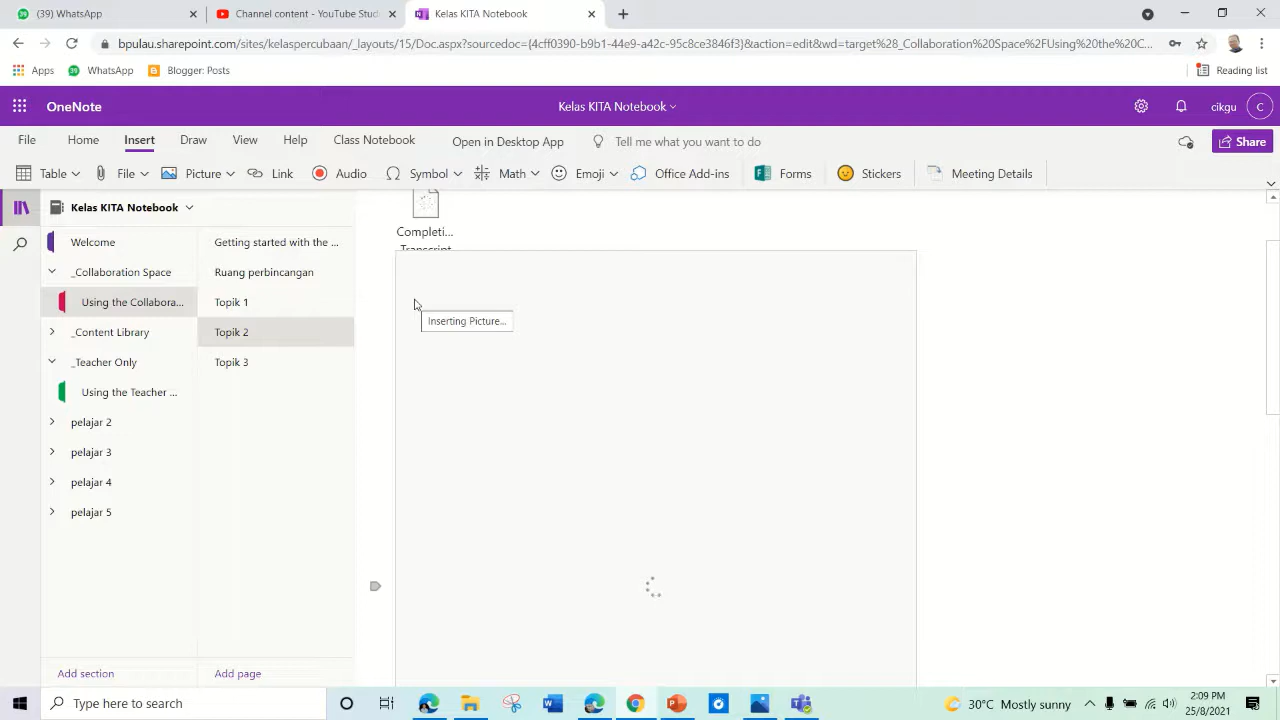 (39) WhatsApp
Channel content - YouTube Stud
Kelas KITA Notebook
bpulau.sharepoint.com/sites/kelaspercubaan/_layouts/15/Doc.aspx?sourcedoc={4cff0390-b9b1-44e9-a42c-95c8ce3846f3}&action=edit&wd=target%28_Collaboration%20Space%2FUsing%20the%20C...
Apps
WhatsApp
Blogger: Posts
Reading list
OneNote
Kelas KITA Notebook
cikgu
C
File
Home
Insert
Draw
View
Help
Class Notebook
Open in Desktop App
Tell me what you want to do
Share
Table
File
Picture
Link
Audio
Symbol
Math
Emoji
Office Add-ins
Forms
Stickers
Meeting Details
Kelas KITA Notebook
Welcome
_Collaboration Space
Using the Collabora...
_Content Library
_Teacher Only
Using the Teacher ...
pelajar 2
pelajar 3
pelajar 4
pelajar 5
Add section
Getting started with the ...
Ruang perbincangan
Topik 1
Topik 2
Topik 3
Add page
Completi...
Transcript
Inserting Picture...
Type here to search
30°C Mostly sunny
2:09 PM
25/8/2021